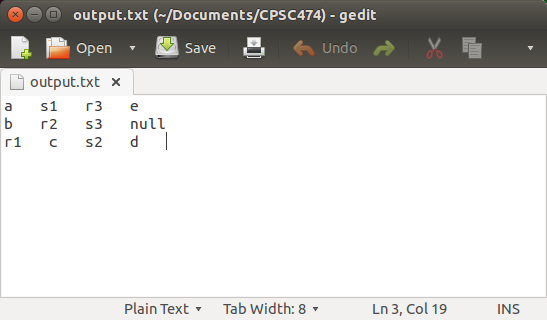 output.txt (~/Documents/CPSC474) - gedit
Open Save Undo
output.txt
a s1 r3 e
b r2 s3 null
r1 c s2 d
Plain Text Tab Width: 8 Ln 3, Col 19 INS